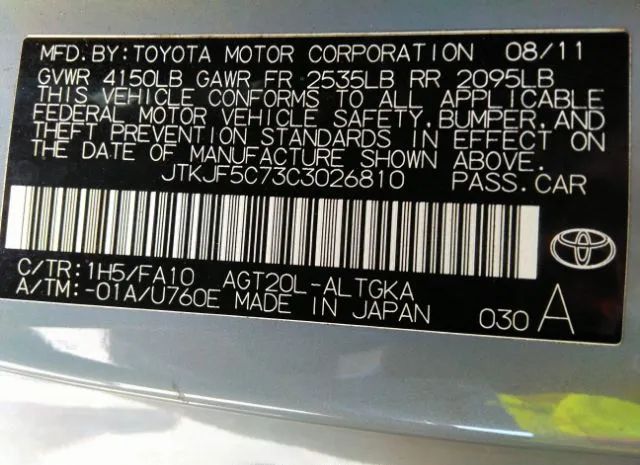 MFD.BY:TOYOTA MOTOR CORPORATION 08/11
GVWR 4150LB GAWR FR 2535LB RR 2095LB
THIS VEHICLE CONFORMS TO ALL APPLICABLE
FEDERAL MOTOR VEHICLE SAFETY,BUMPER,AND
THEFT PREVENTION STANDARDS IN EFFECT ON
THE DATE OF MANUFACTURE SHOWN ABOVE.
JTKJF5C73C3026810 PASS.CAR
C/TR:1H5/FA10 AGT20L-ALTGKA
A/TM:-01A/U760E MADE IN JAPAN 030 A